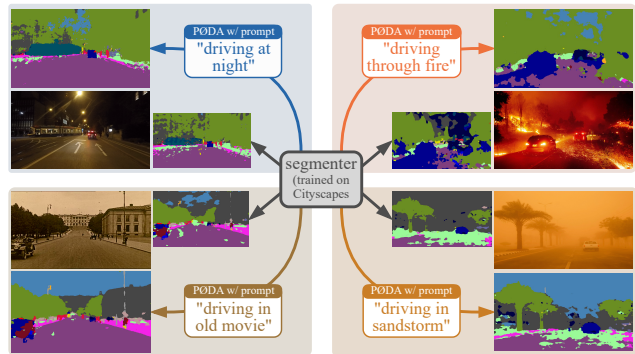 PØDA w/ prompt
"driving at
night"
PØDA w/ prompt
"driving
through fire"
segmenter
(trained on
Cityscapes
PØDA w/ prompt
"driving in
old movie"
PØDA w/ prompt
"driving in
sandstorm"